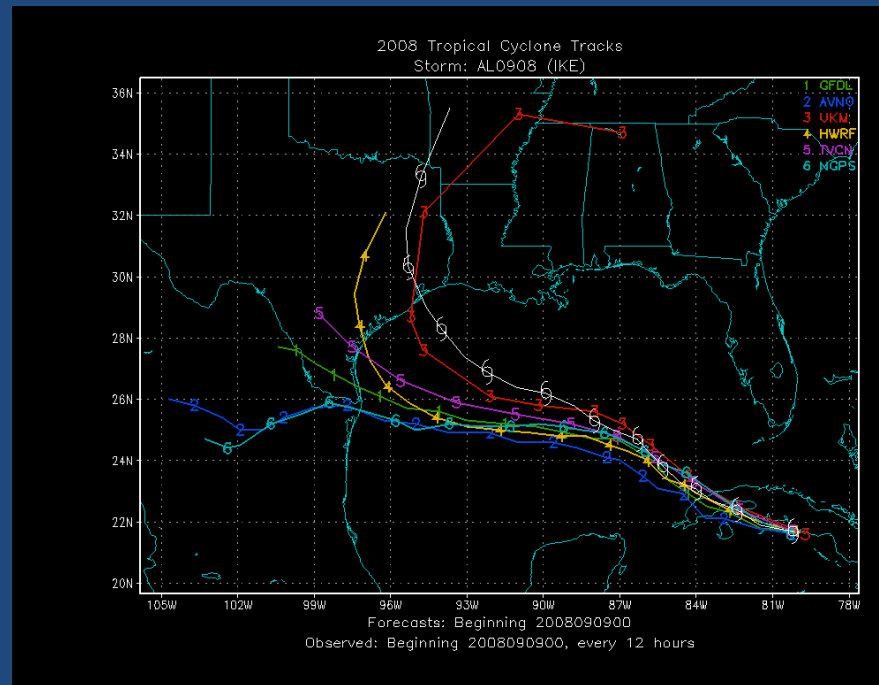 2008 Tropical Cyclone Tracks
Storm: AL0908 (IKE)
1 GFDL
2 AVNO
3 UKM
4 HWRF
5 TVCN
6 NGPS
36N
34N
32N
30N
28N
26N
24N
22N
20N
105W 102W 99W 96W 93W 90W 87W 84W 81W 78W
Forecasts: Beginning 2008090900
Observed: Beginning 2008090900, every 12 hours